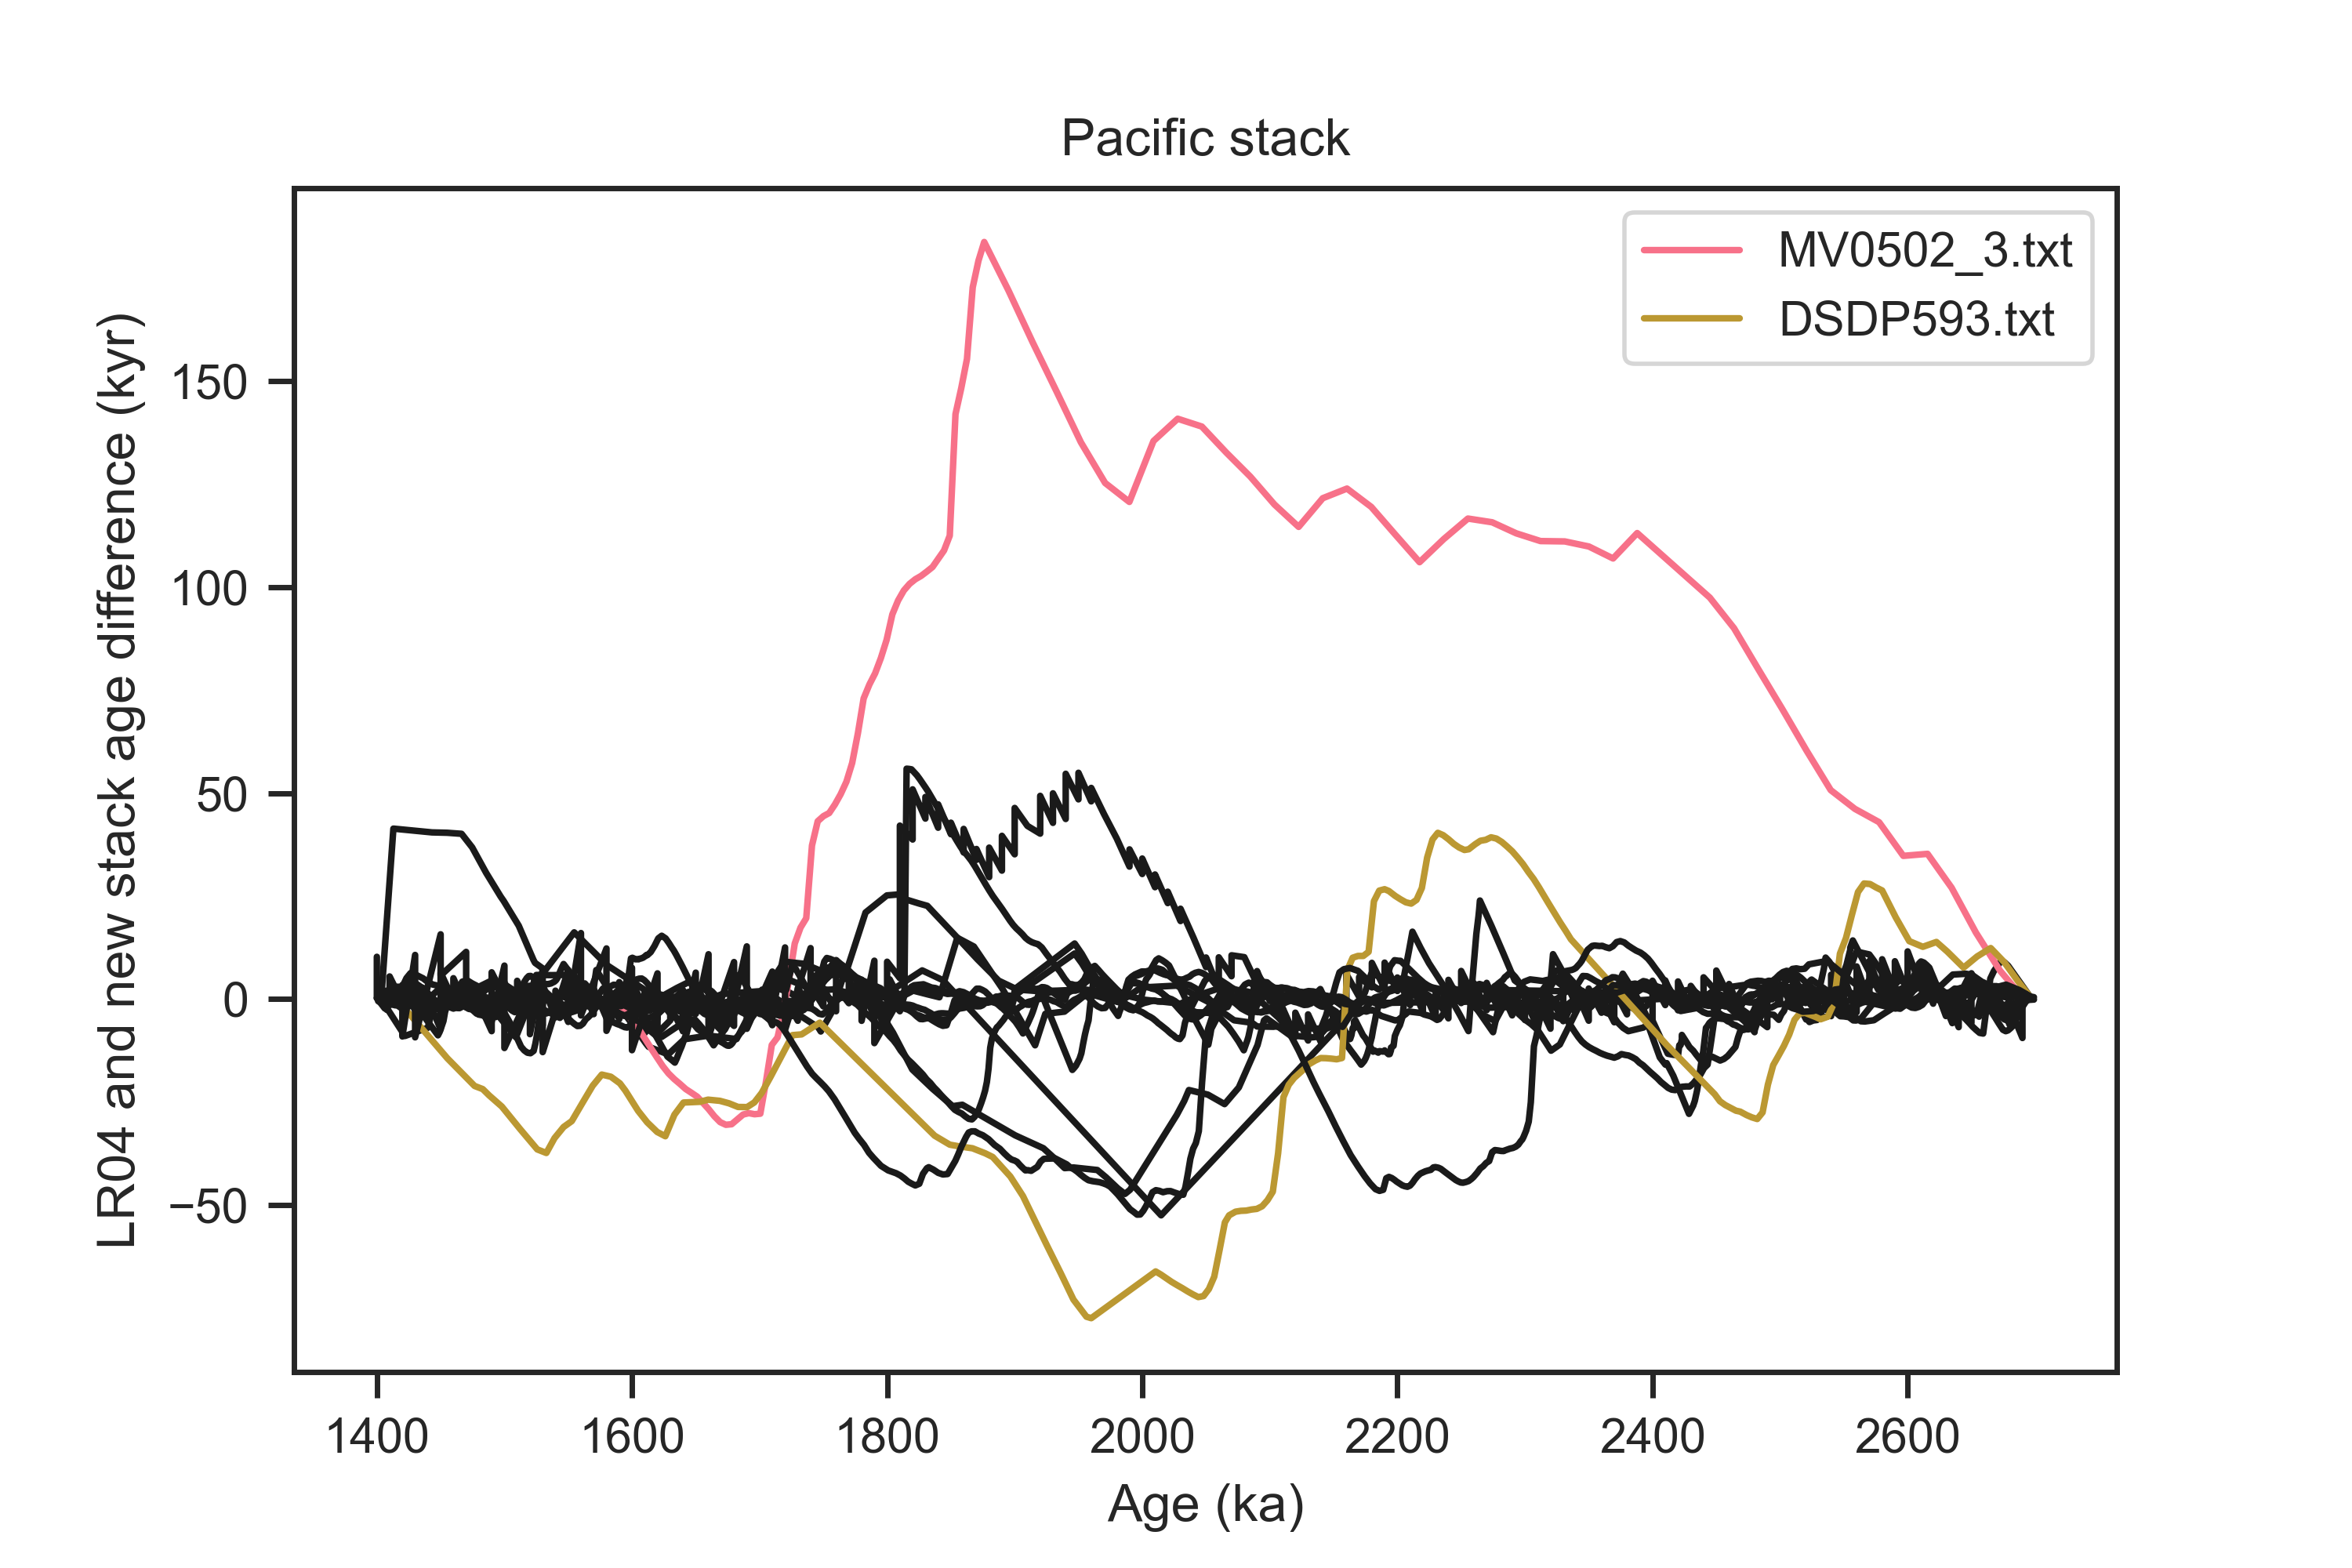 Pacific stack
MV0502_3.txt
DSDP593.txt
LR04 and new stack age difference (kyr)
150
100
50
0
−50
1400 1600 1800 2000 2200 2400 2600
Age (ka)